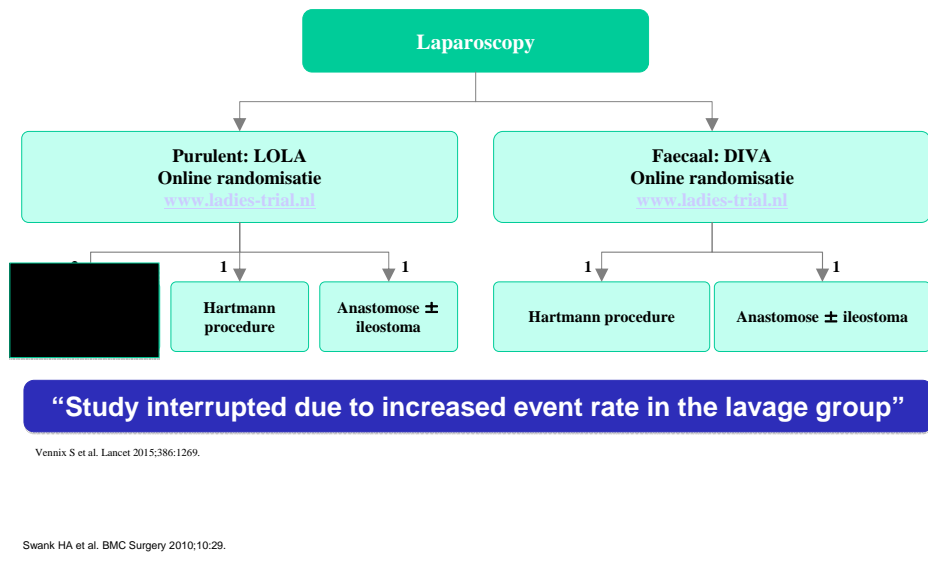 Laparoscopy
Purulent: LOLA
Online randomisatie
www.ladies-trial.nl
Faecaal: DIVA
Online randomisatie
www.ladies-trial.nl
1
1
1
1
Hartmann
procedure
Anastomose ±
ileostoma
Hartmann procedure
Anastomose ± ileostoma
“Study interrupted due to increased event rate in the lavage group”
Vennix S et al. Lancet 2015;386:1269.
Swank HA et al. BMC Surgery 2010;10:29.